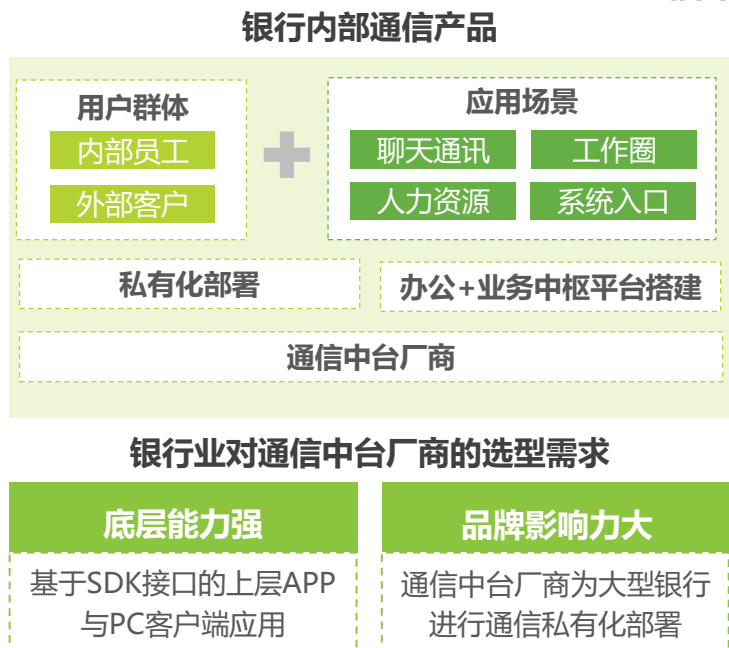 银行内部通信产品
用户群体
内部员工
外部客户
应用场景
聊天通讯
工作圈
人力资源
系统入口
私有化部署
办公+业务中枢平台搭建
通信中台厂商
银行业对通信中台厂商的选型需求
底层能力强
基于SDK接口的上层APP
与PC客户端应用
品牌影响力大
通信中台厂商为大型银行
进行通信私有化部署